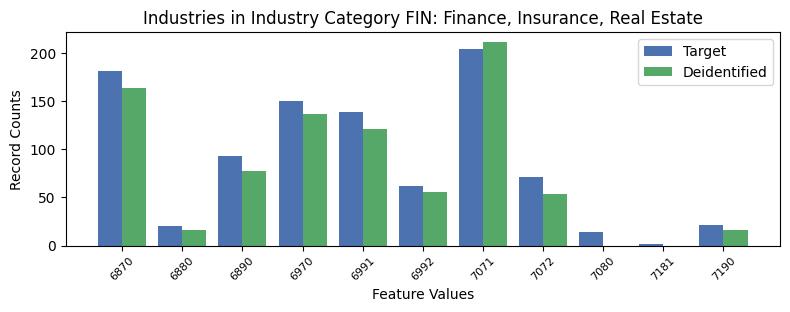 Industries in Industry Category FIN: Finance, Insurance, Real Estate
Target
Deidentified
Record Counts
200
150
100
50
0
6870 6880 6890 6970 6991 6992 7071 7072 7080 7181 7190
Feature Values